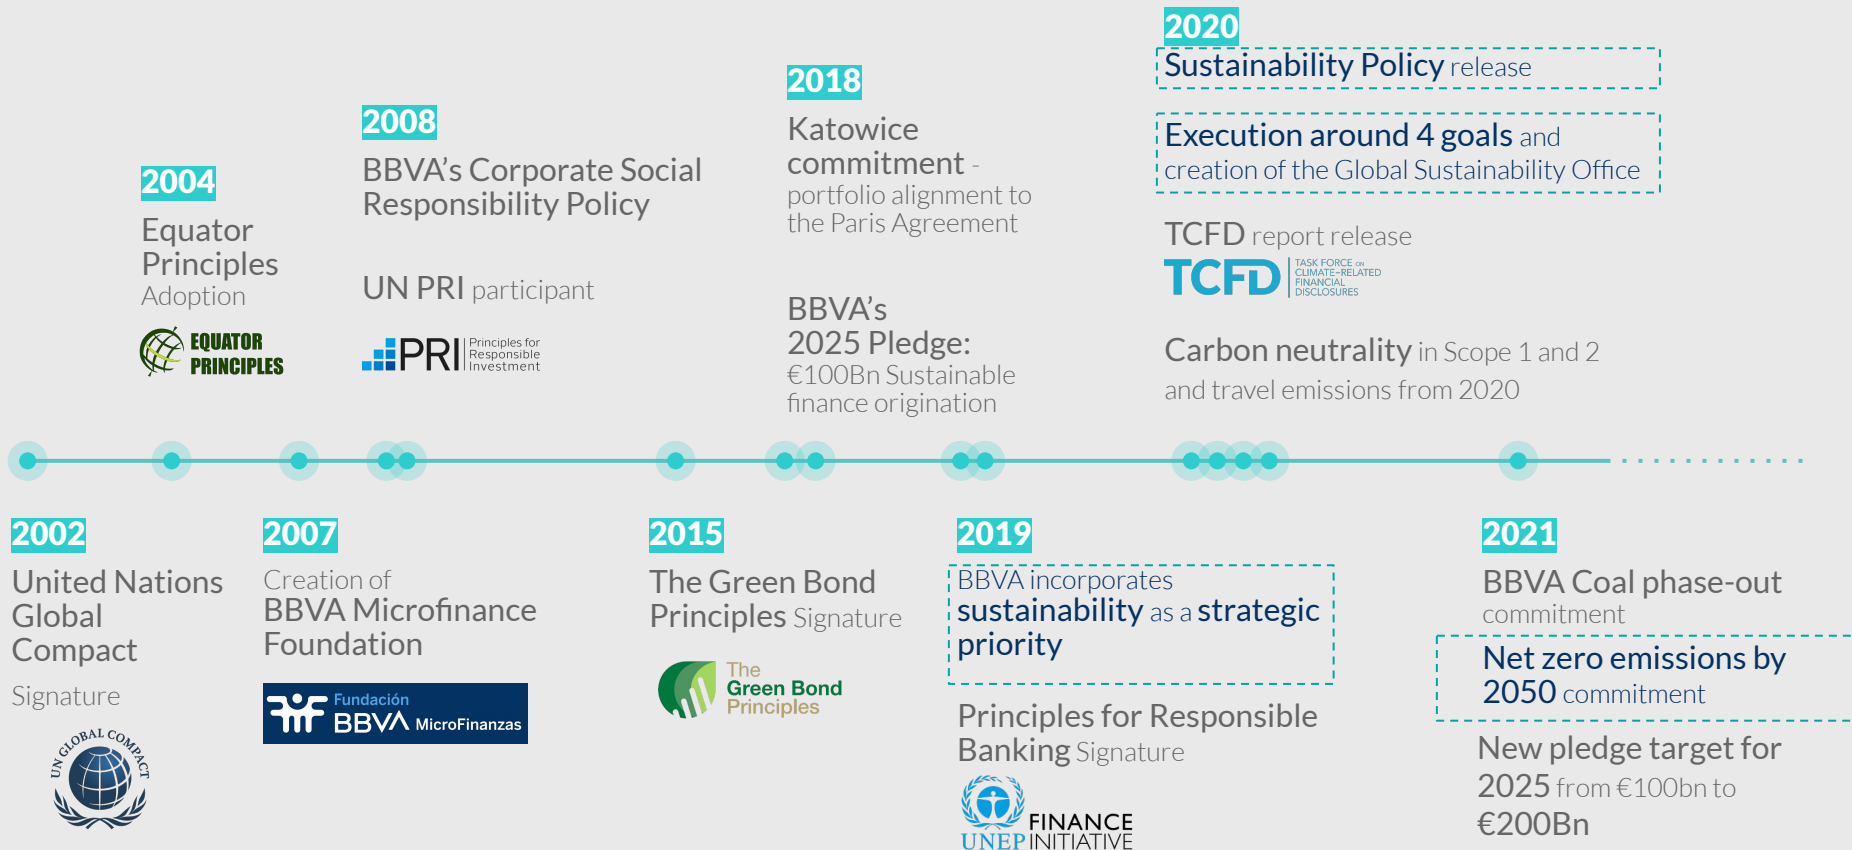 2002
United Nations
Global
Compact
Signature
UN GLOBAL COMPACT
2004
Equator
Principles
Adoption
EQUATOR
PRINCIPLES
2007
Creation of
BBVA Microfinance
Foundation
Fundación
BBVA MicroFinanzas
2008
BBVA's Corporate Social
Responsibility Policy
UN PRI participant
PRI Principles for
Responsible
Investment
2015
The Green Bond
Principles Signature
The
Green Bond
Principles
2018
Katowice
commitment -
portfolio alignment to
the Paris Agreement
BBVA's
2025 Pledge:
€100Bn Sustainable
finance origination
2019
BBVA incorporates
sustainability as a strategic
priority
Principles for Responsible
Banking Signature
FINANCE
UNEP INITIATIVE
2020
Sustainability Policy release
Execution around 4 goals and
creation of the Global Sustainability Office
TCFD report release
TCFD TASK FORCE ON
CLIMATE-RELATED
FINANCIAL
DISCLOSURES
Carbon neutrality in Scope 1 and 2
and travel emissions from 2020
2021
BBVA Coal phase-out
commitment
Net zero emissions by
2050 commitment
New pledge target for
2025 from €100bn to
€200Bn